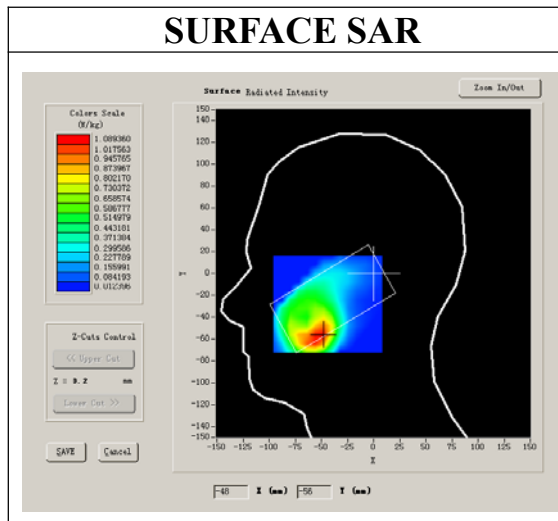 SURFACE SAR
Surface Radiated Intensity
Zoom In/Out
Colors Scale
(W/kg)
1.089360
1.017563
0.945765
0.873967
0.802170
0.730372
0.658574
0.586777
0.514979
0.443181
0.371384
0.299586
0.227789
0.155991
0.084193
0.012396
150
140
120
100
80
60
40
20
0
-20
-40
-60
-80
-100
-120
-140
-150
Y
-150 -125 -100 -75 -50 -25 0 25 50 75 100 125 150
X
Z-Cuts Control
<< Upper Cut
Z = 3.2 mm
Lower Cut >>
SAVE Cancel
-48 X (mm) -56 Y (mm)